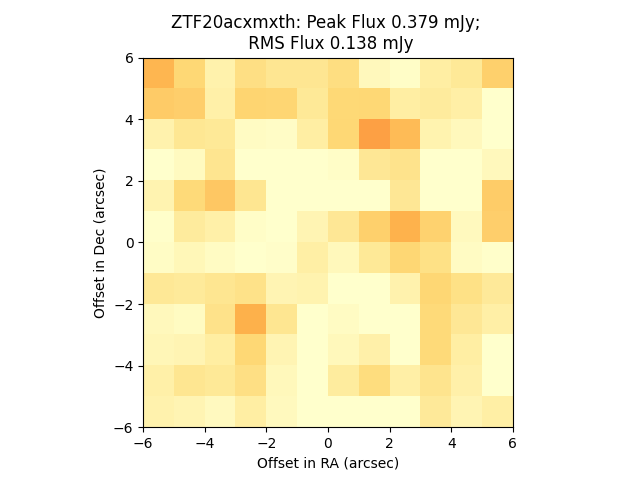 ZTF20acxmxth: Peak Flux 0.379 mJy;
RMS Flux 0.138 mJy
6
4
2
0
−2
−4
−6
Offset in Dec (arcsec)
−6 −4 −2 0 2 4 6
Offset in RA (arcsec)